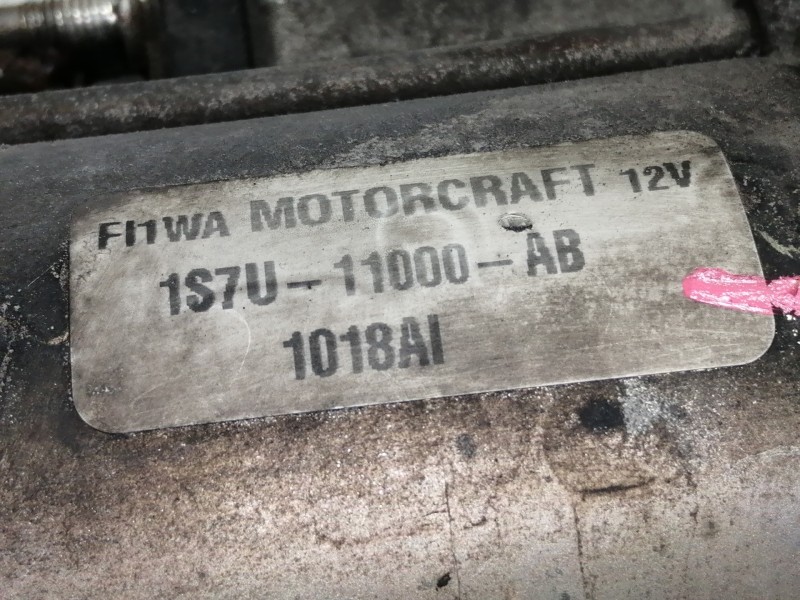 FI1WA MOTORCRAFT 12V
1S7U-11000-AB
1018AI